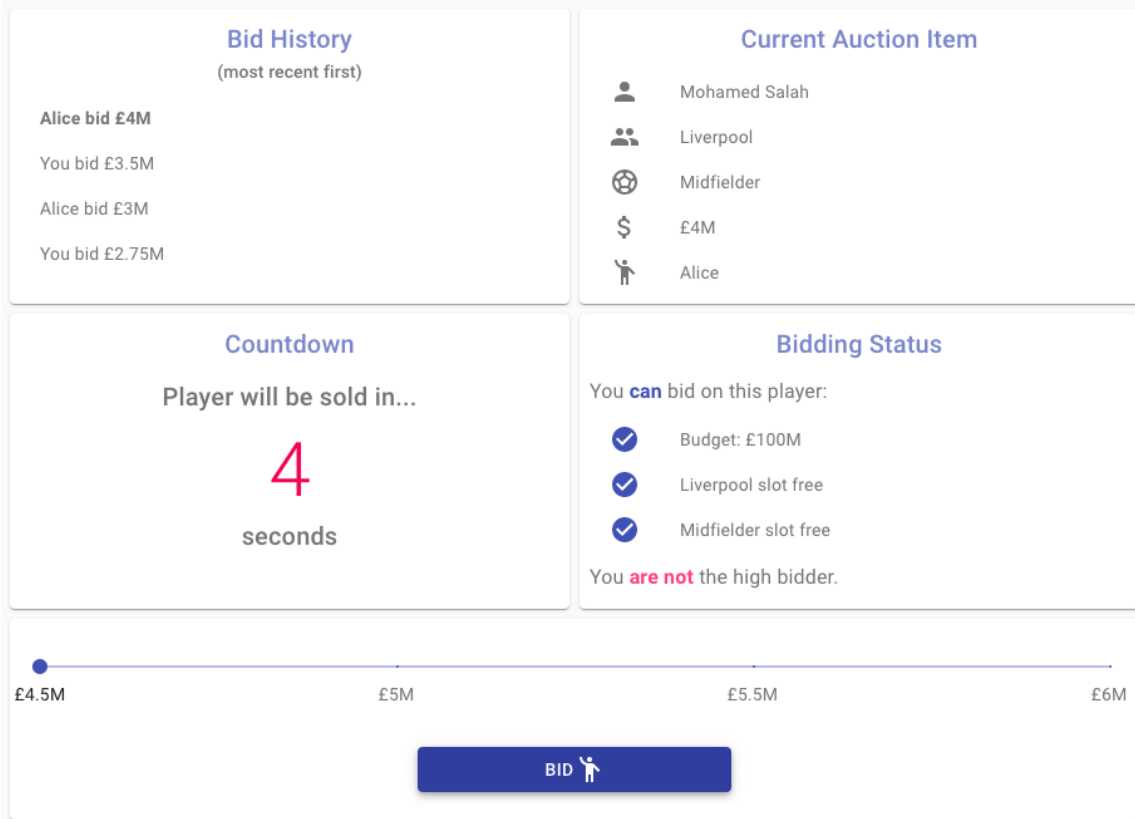 Bid History
(most recent first)
Alice bid £4M
You bid £3.5M
Alice bid £3M
You bid £2.75M
Current Auction Item
Mohamed Salah
Liverpool
Midfielder
$ £4M
Alice
Countdown
Player will be sold in...
4
seconds
Bidding Status
You can bid on this player:
Budget: £100M
Liverpool slot free
Midfielder slot free
You are not the high bidder.
£4.5M £5M £5.5M £6M
BID